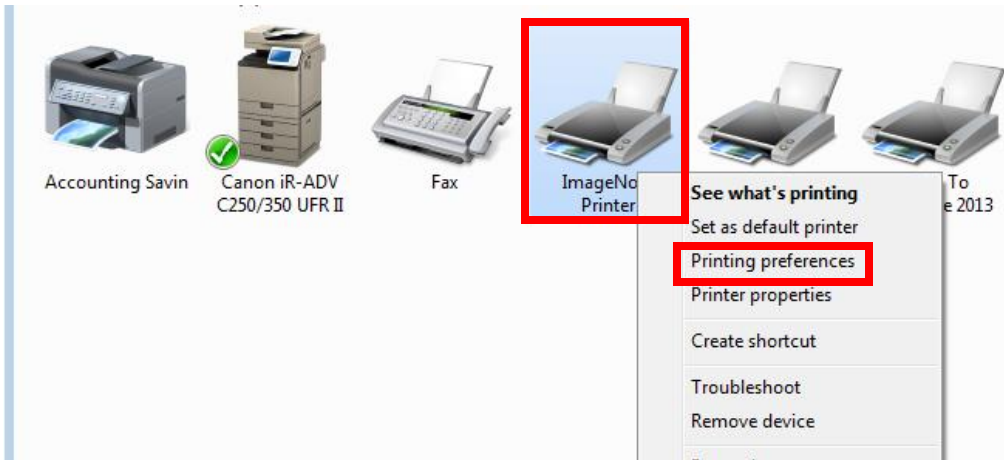 Accounting Savin
Canon iR-ADV
C250/350 UFR II
Fax
ImageNo
Printer
To
e 2013
See what's printing
Set as default printer
Printing preferences
Printer properties
Create shortcut
Troubleshoot
Remove device